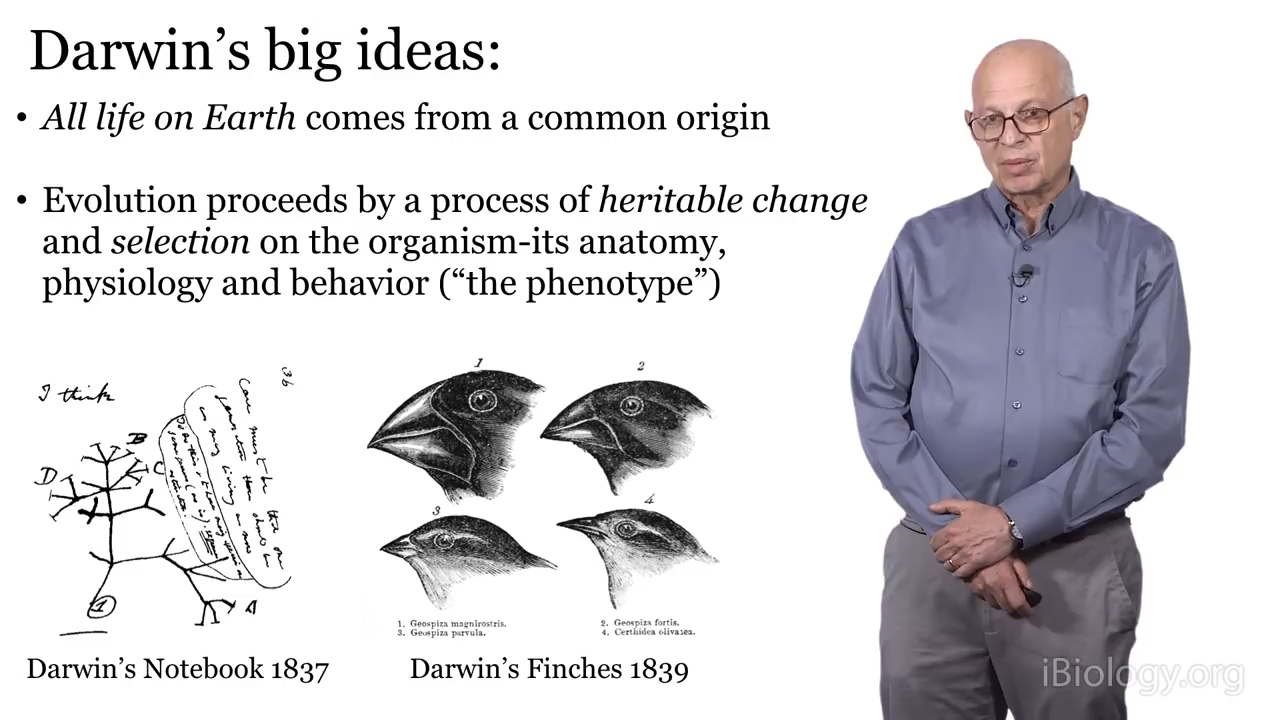 Darwin's big ideas:
• All life on Earth comes from a common origin
• Evolution proceeds by a process of heritable change
and selection on the organism-its anatomy,
physiology and behavior (“the phenotype”)
36
I think
B
D
C
A
1
1
2
3
4
1. Geospiza magnirostris.
2. Geospiza fortis.
3. Geospiza parvula.
4. Certhidea olivasea.
Darwin's Notebook 1837
Darwin's Finches 1839
iBiology.org